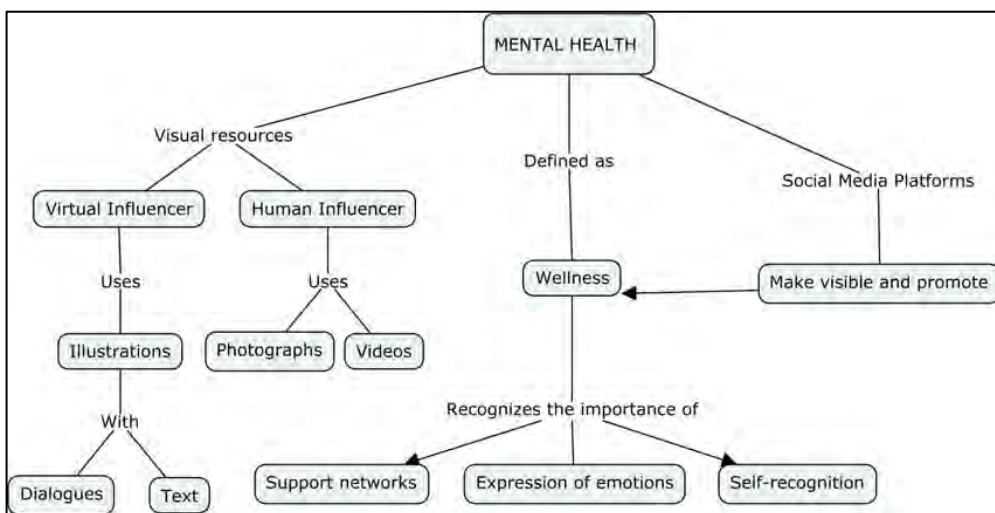 MENTAL HEALTH
Visual resources
Defined as
Social Media Platforms
Virtual Influencer
Human Influencer
Uses
Uses
Wellness
Make visible and promote
Illustrations
Photographs
Videos
With
Recognizes the importance of
Dialogues
Text
Support networks
Expression of emotions
Self-recognition